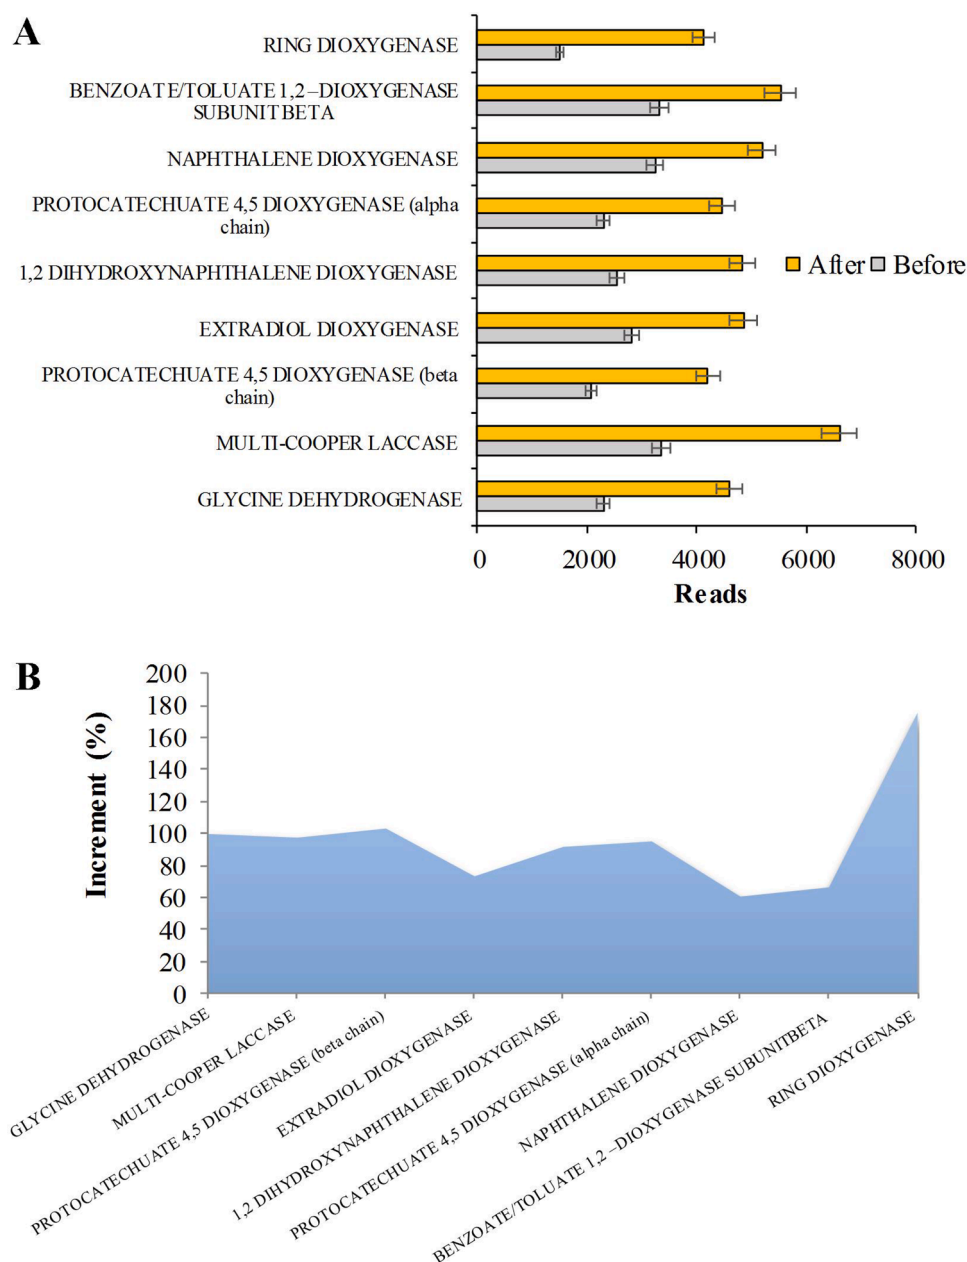 A
RING DIOXYGENASE
BENZOATE/TOLUATE 1,2–DIOXYGENASE
SUBUNITBETA
NAPHTHALENE DIOXYGENASE
PROTOCATECHUATE 4,5 DIOXYGENASE (alpha
chain)
1,2 DIHYDROXYNAPHTHALENE DIOXYGENASE
After Before
EXTRADIOL DIOXYGENASE
PROTOCATECHUATE 4,5 DIOXYGENASE (beta
chain)
MULTI-COOPER LACCASE
GLYCINE DEHYDROGENASE
0 2000 4000 6000 8000
Reads
B
200
180
160
140
120
100
80
60
40
20
0
Increment (%)
GLYCINE DEHYDROGENASE
MULTI-COOPER LACCASE
PROTOCATECHUATE 4,5 DIOXYGENASE (beta chain)
EXTRADIOL DIOXYGENASE
1,2 DIHYDROXYNAPHTHALENE DIOXYGENASE
PROTOCATECHUATE 4,5 DIOXYGENASE (alpha chain)
NAPHTHALENE DIOXYGENASE
BENZOATE/TOLUATE 1,2 –DIOXYGENASE SUBUNITBETA
RING DIOXYGENASE